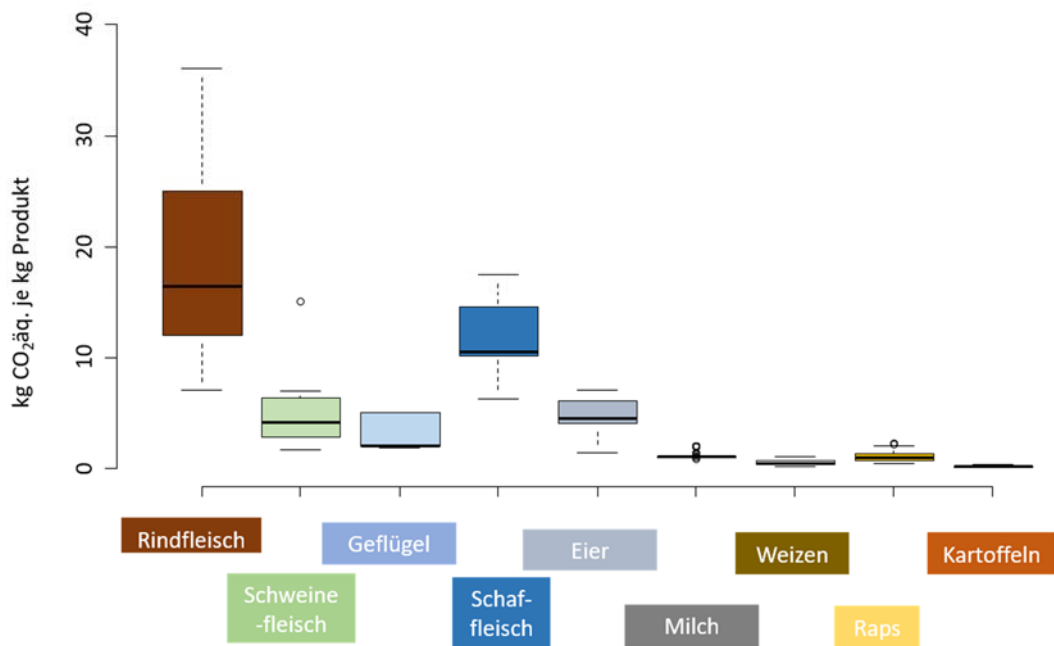 40
30
20
10
0
kg CO₂äq. je kg Produkt
Rindfleisch
Geflügel
Eier
Weizen
Kartoffeln
Schweine
-fleisch
Schaf-
fleisch
Milch
Raps